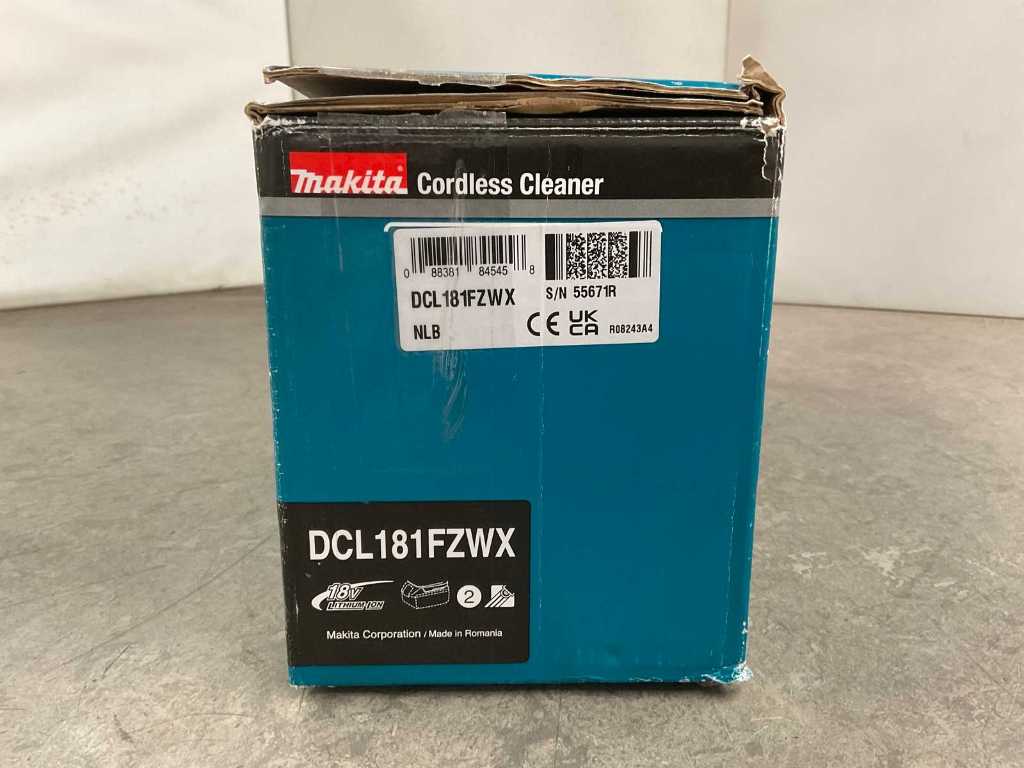 makita Cordless Cleaner
0 88381 84545 8
DCL181FZWX S/N 55671R
NLB CE UK CA R08243A4
DCL181FZWX
18V LITHIUM ION 2
Makita Corporation / Made in Romania